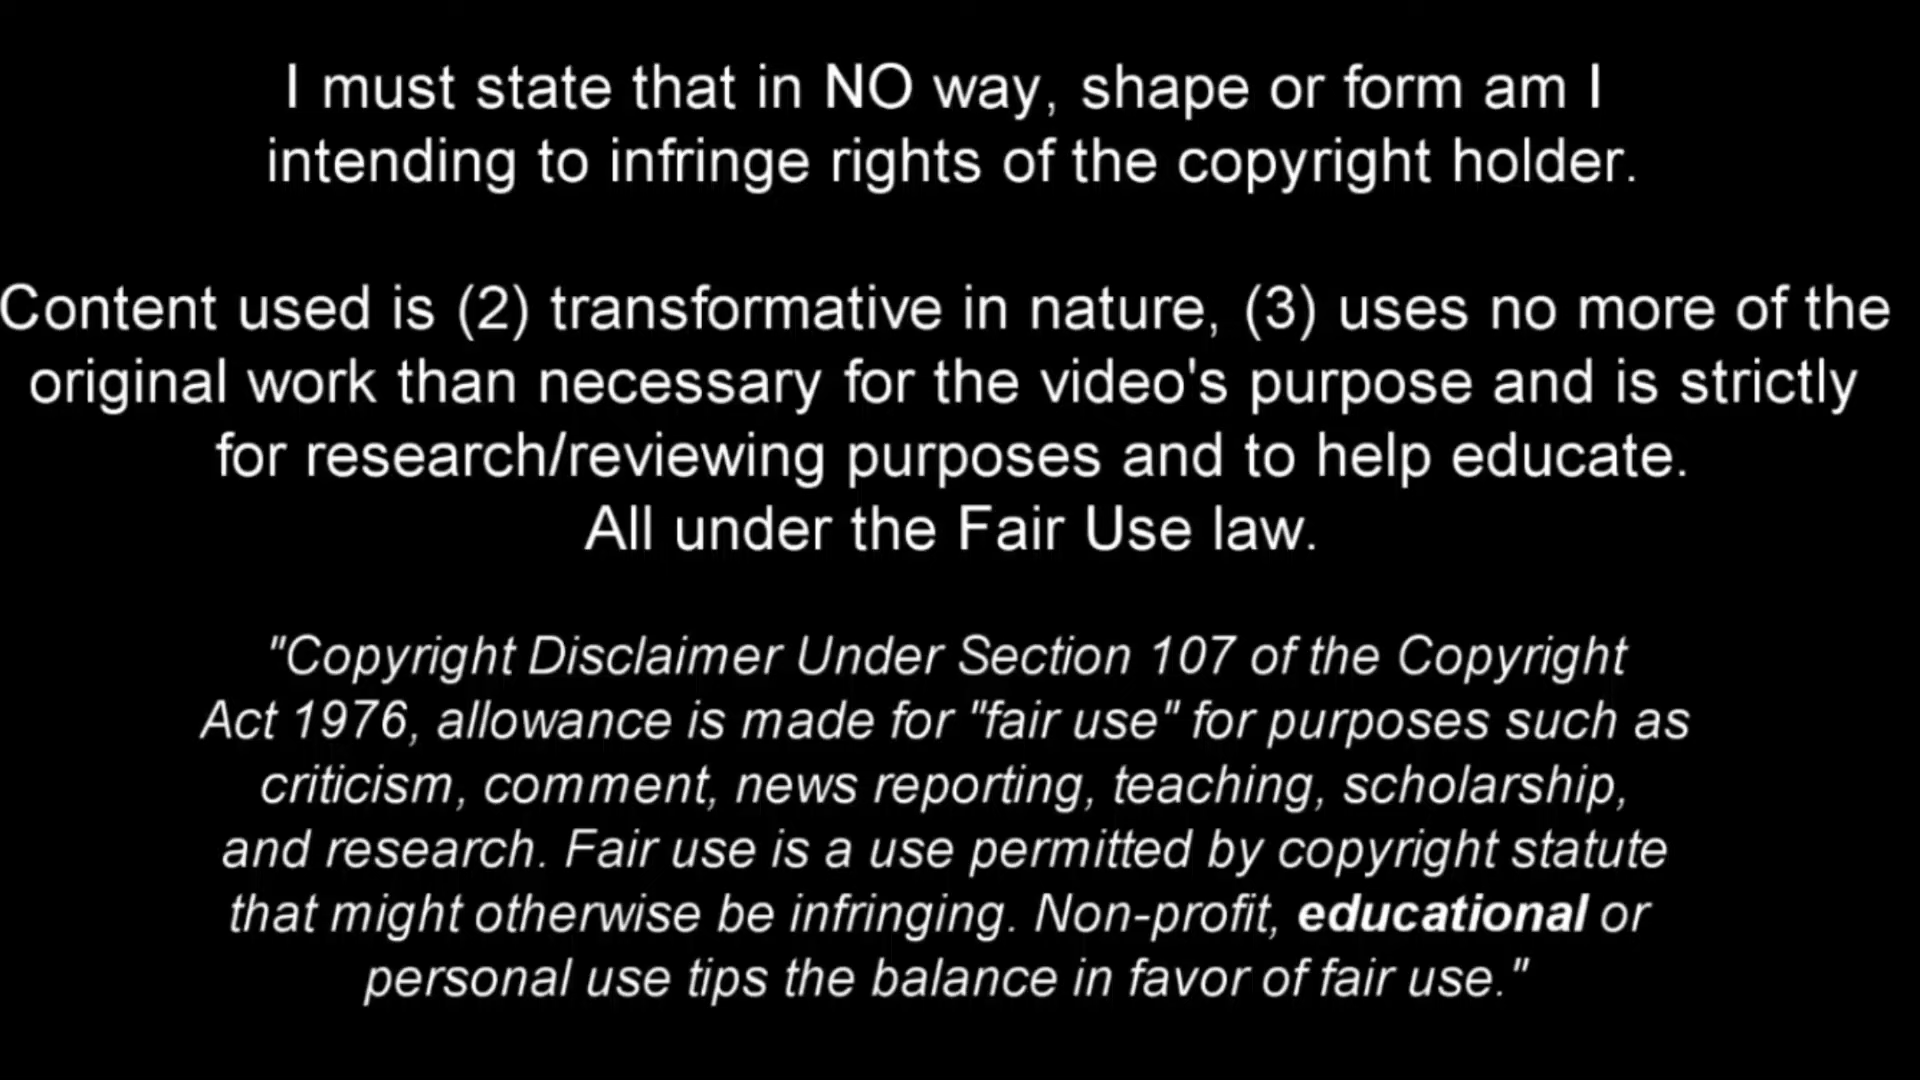 I must state that in NO way, shape or form am I
intending to infringe rights of the copyright holder.
Content used is (2) transformative in nature, (3) uses no more of the
original work than necessary for the video's purpose and is strictly
for research/reviewing purposes and to help educate.
All under the Fair Use law.
"Copyright Disclaimer Under Section 107 of the Copyright
Act 1976, allowance is made for "fair use" for purposes such as
criticism, comment, news reporting, teaching, scholarship,
and research. Fair use is a use permitted by copyright statute
that might otherwise be infringing. Non-profit, educational or
personal use tips the balance in favor of fair use."